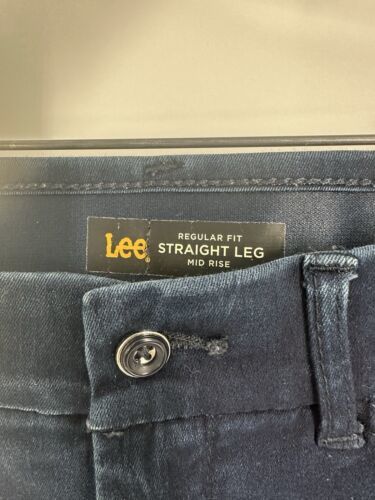 Lee
REGULAR FIT
STRAIGHT LEG
MID RISE